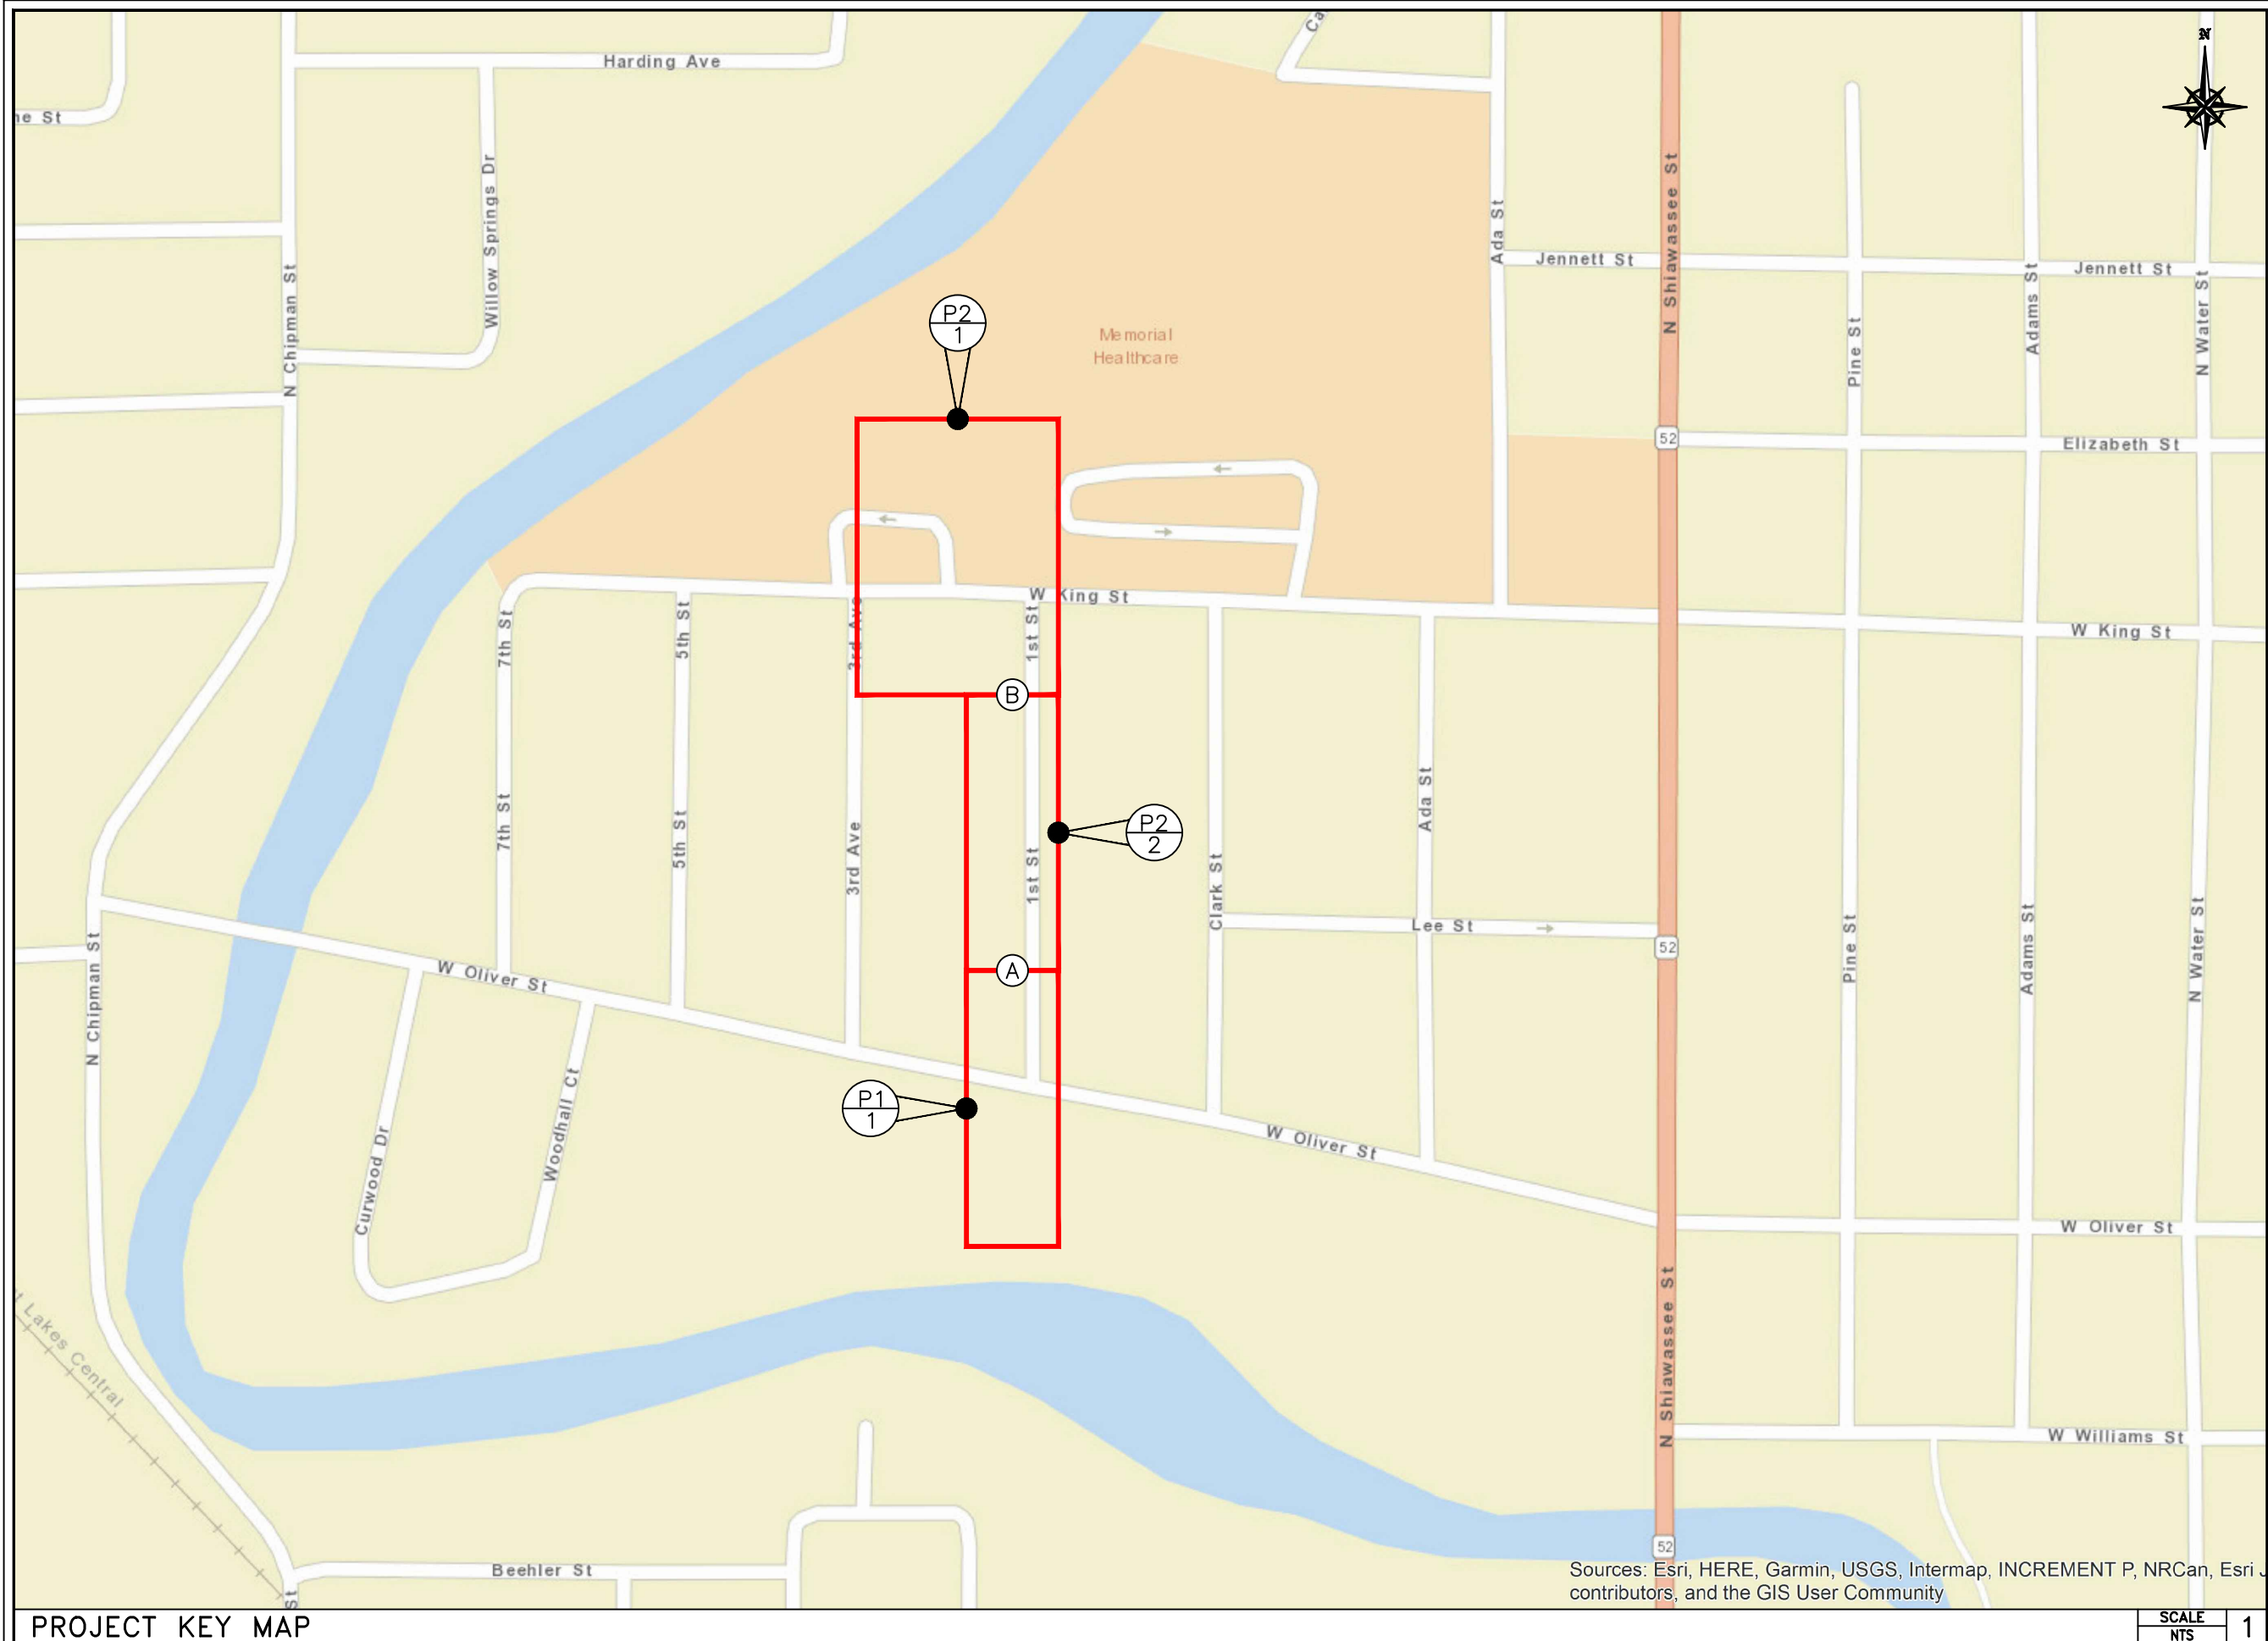 N
Ca
Harding Ave
ne St
Willow Springs Dr
N Chipman St
Ada St
N Shiawassee St
Jennett St
Jennett St
Adams St
N Water St
Pine St
P2
1
Memorial
Healthcare
52
Elizabeth St
W King St
W King St
7th St
5th St
3rd Ave
1st St
B
P2
2
7th St
5th St
3rd Ave
1st St
Ada St
Clark St
Lee St
52
Pine St
Adams St
N Water St
N Chipman St
W Oliver St
A
P1
1
Curwood Dr
Woodhall Ct
W Oliver St
W Oliver St
N Shiawassee St
t Lakes Central
W Williams St
52
Beehler St
St
Sources: Esri, HERE, Garmin, USGS, Intermap, INCREMENT P, NRCan, Esri J
contributors, and the GIS User Community
PROJECT KEY MAP
SCALE
NTS
1